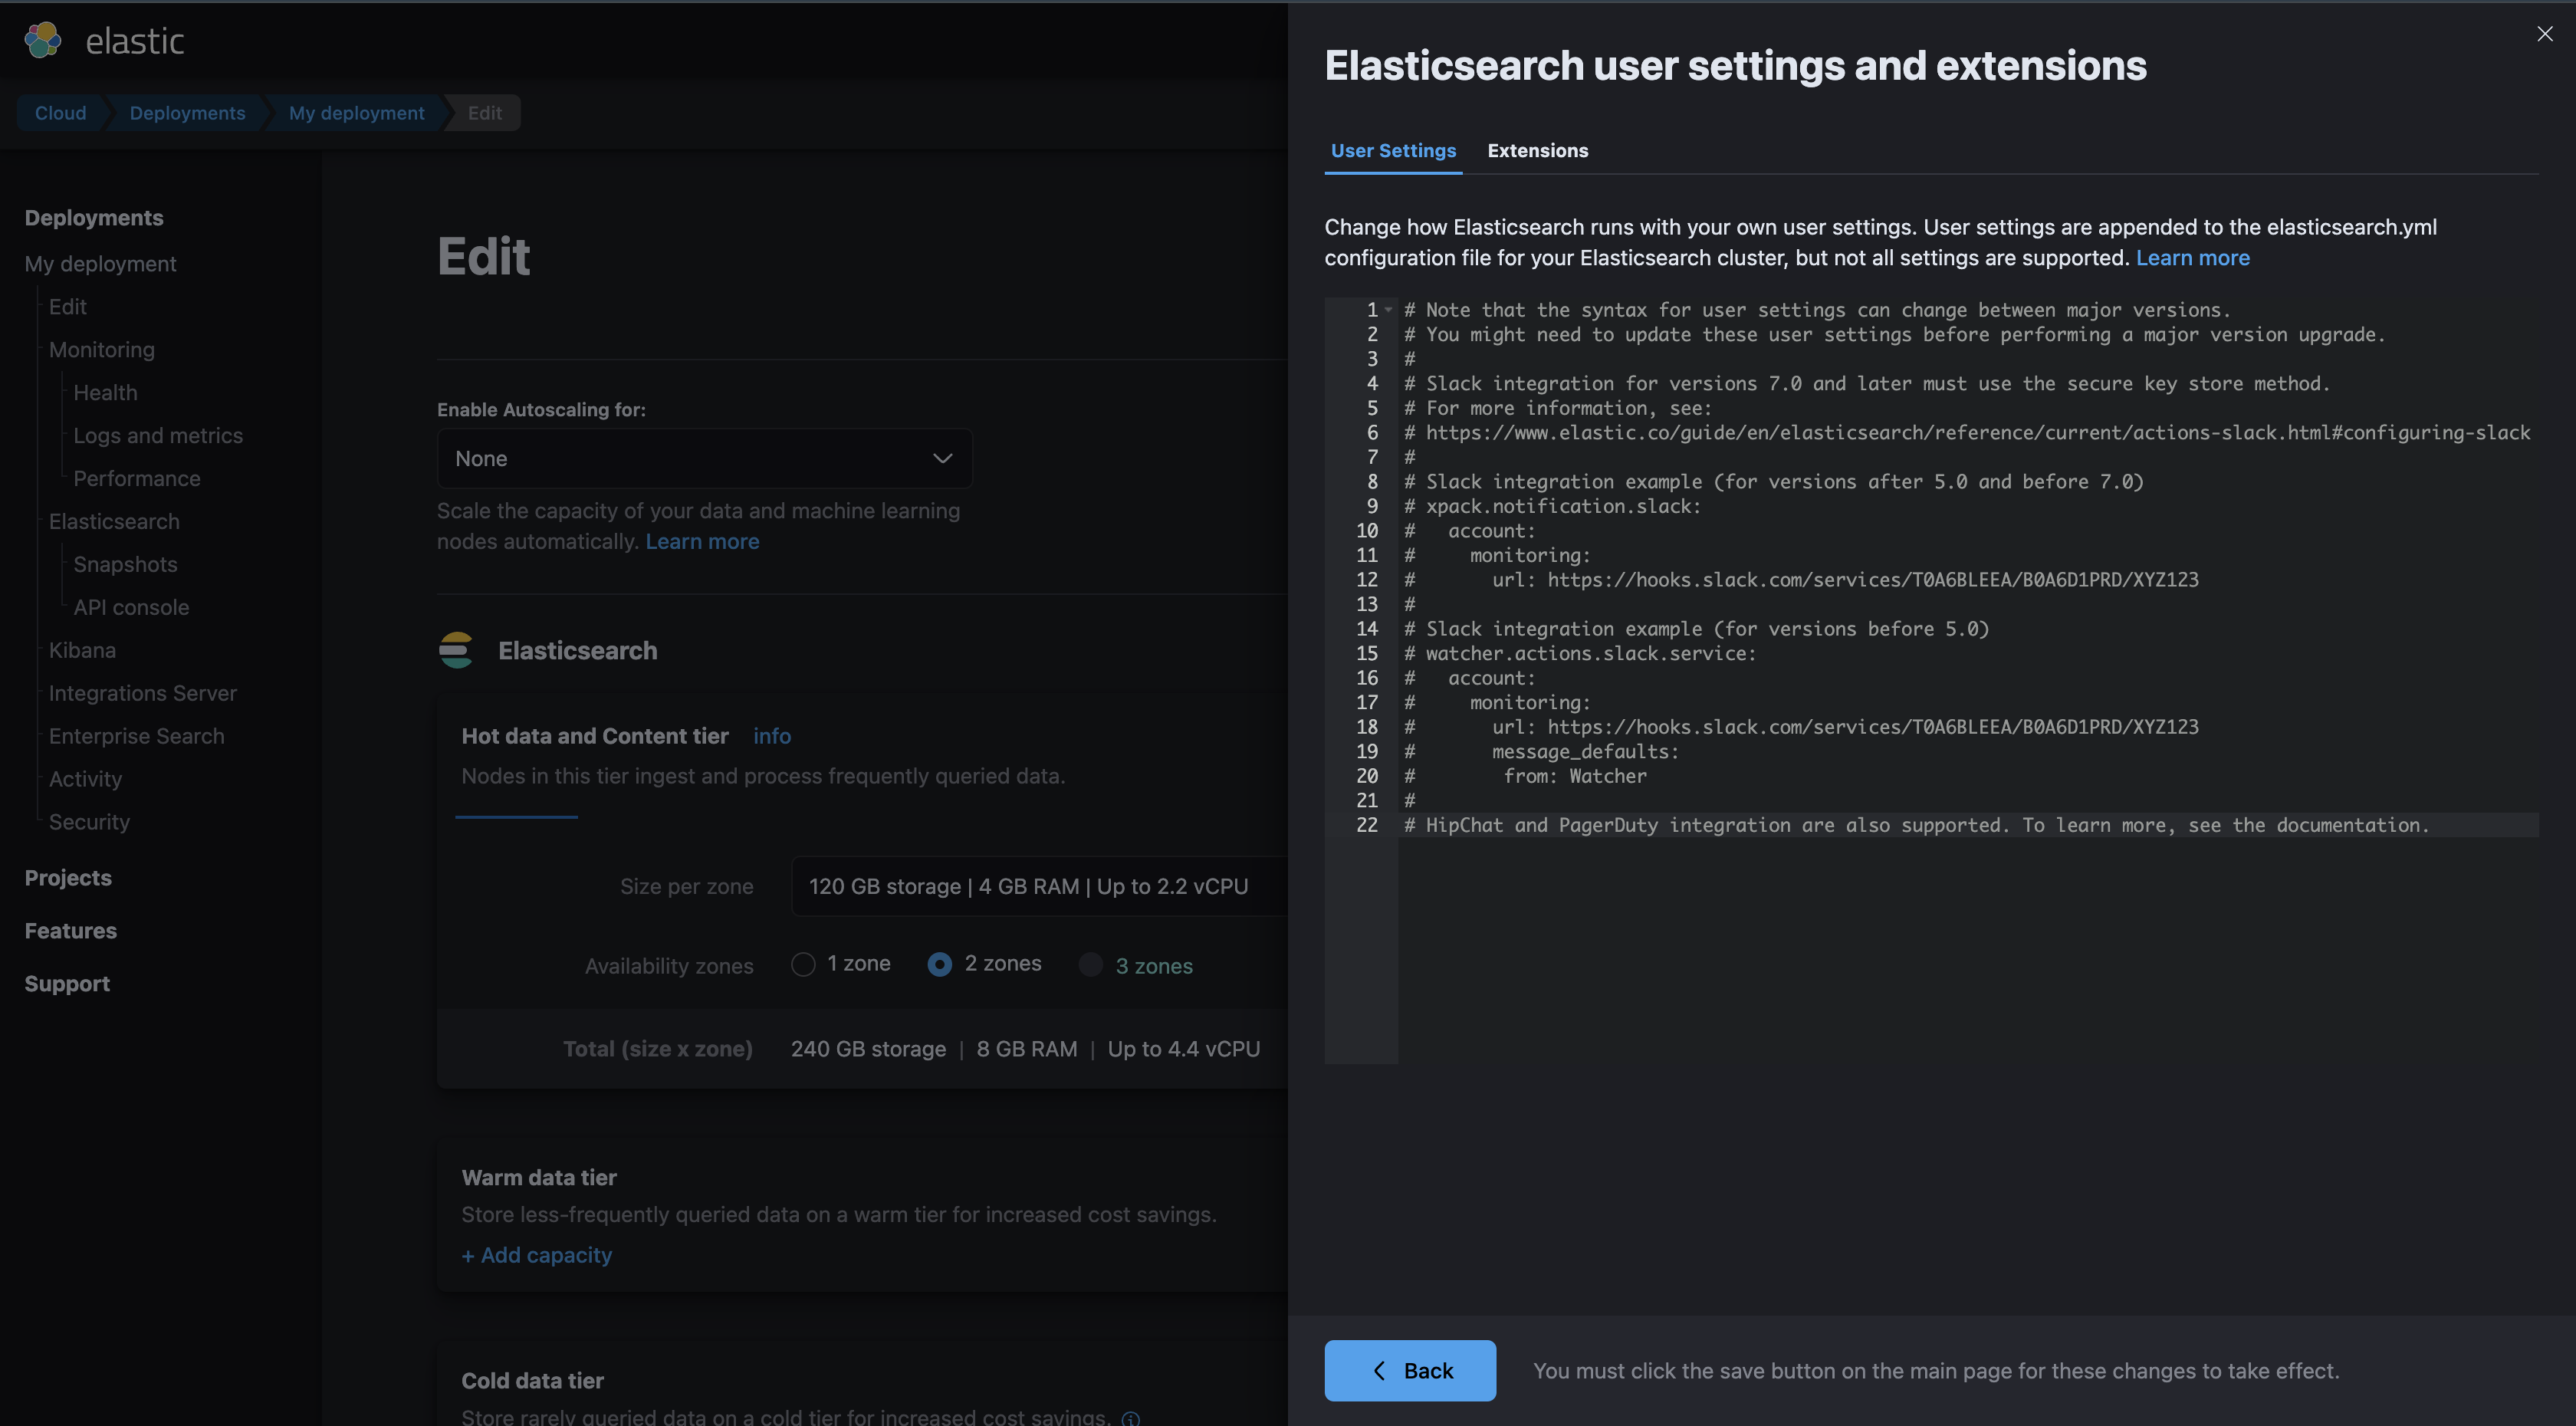 elastic
Cloud
Deployments
My deployment
Edit
Deployments
My deployment
Edit
Monitoring
Health
Logs and metrics
Performance
Elasticsearch
Snapshots
API console
Kibana
Integrations Server
Enterprise Search
Activity
Security
Projects
Features
Support
Edit
Enable Autoscaling for:
None
Scale the capacity of your data and machine learning
nodes automatically. Learn more
Elasticsearch
Hot data and Content tier info
Nodes in this tier ingest and process frequently queried data.
Size per zone 120 GB storage | 4 GB RAM | Up to 2.2 vCPU
Availability zones 1 zone 2 zones 3 zones
Total (size x zone) 240 GB storage | 8 GB RAM | Up to 4.4 vCPU
Warm data tier
Store less-frequently queried data on a warm tier for increased cost savings.
+ Add capacity
Cold data tier
Store rarely queried data on a cold tier for increased cost savings.
Elasticsearch user settings and extensions
User Settings Extensions
Change how Elasticsearch runs with your own user settings. User settings are appended to the elasticsearch.yml
configuration file for your Elasticsearch cluster, but not all settings are supported. Learn more
1 # Note that the syntax for user settings can change between major versions.
2 # You might need to update these user settings before performing a major version upgrade.
3 #
4 # Slack integration for versions 7.0 and later must use the secure key store method.
5 # For more information, see:
6 # https://www.elastic.co/guide/en/elasticsearch/reference/current/actions-slack.html#configuring-slack
7 #
8 # Slack integration example (for versions after 5.0 and before 7.0)
9 # xpack.notification.slack:
10 #   account:
11 #     monitoring:
12 #       url: https://hooks.slack.com/services/T0A6BLEEA/B0A6D1PRD/XYZ123
13 #
14 # Slack integration example (for versions before 5.0)
15 # watcher.actions.slack.service:
16 #   account:
17 #     monitoring:
18 #       url: https://hooks.slack.com/services/T0A6BLEEA/B0A6D1PRD/XYZ123
19 #       message_defaults:
20 #        from: Watcher
21 #
22 # HipChat and PagerDuty integration are also supported. To learn more, see the documentation.
Back You must click the save button on the main page for these changes to take effect.